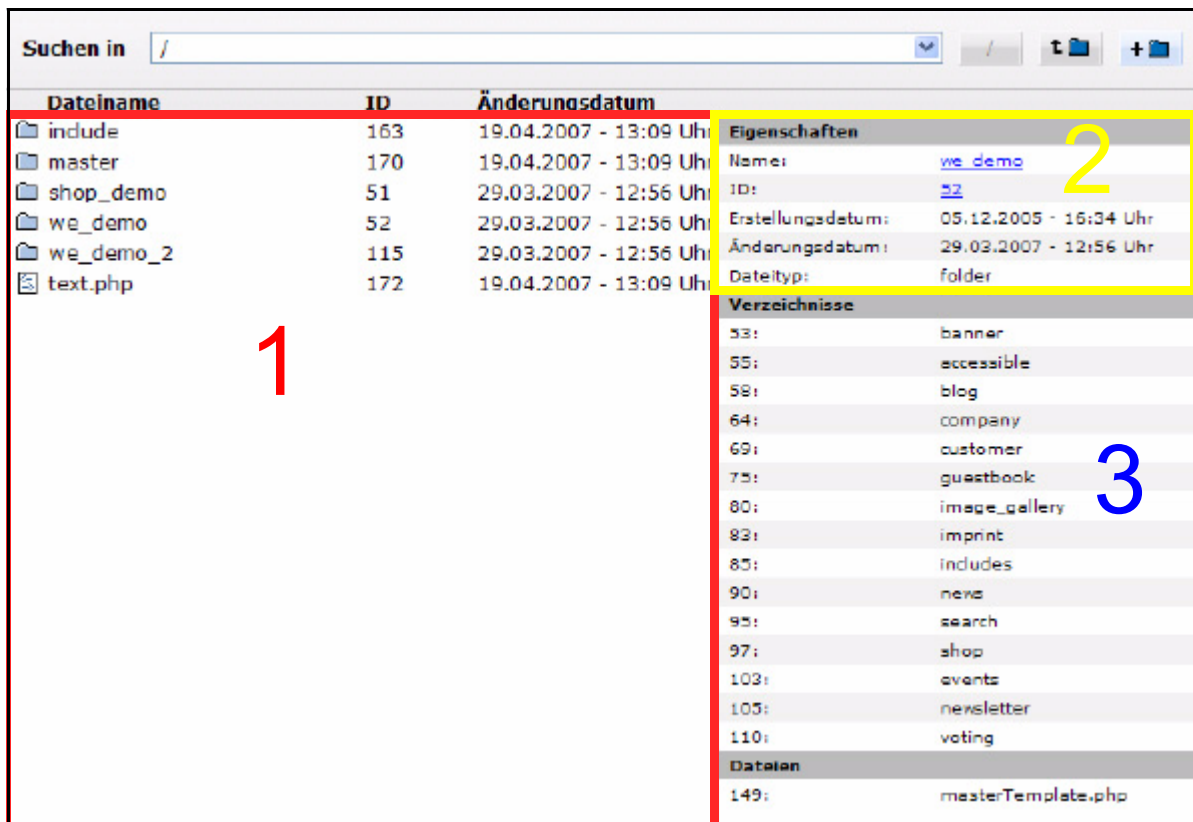 Suchen in /
/
Dateiname ID Änderungsdatum
include 163 19.04.2007 - 13:09 Uhr
master 170 19.04.2007 - 13:09 Uhr
shop_demo 51 29.03.2007 - 12:56 Uhr
we_demo 52 29.03.2007 - 12:56 Uhr
we_demo_2 115 29.03.2007 - 12:56 Uhr
text.php 172 19.04.2007 - 13:09 Uhr
1
Eigenschaften
2
Name: we_demo
ID: 52
Erstellungsdatum: 05.12.2005 - 16:34 Uhr
Änderungsdatum: 29.03.2007 - 12:56 Uhr
Dateityp: folder
Verzeichnisse
53: banner
55: accessible
58: blog
64: company
69: customer
75: guestbook
3
80: image_gallery
83: imprint
85: includes
90: news
95: search
97: shop
103: events
105: newsletter
110: voting
Dateien
149: masterTemplate.php